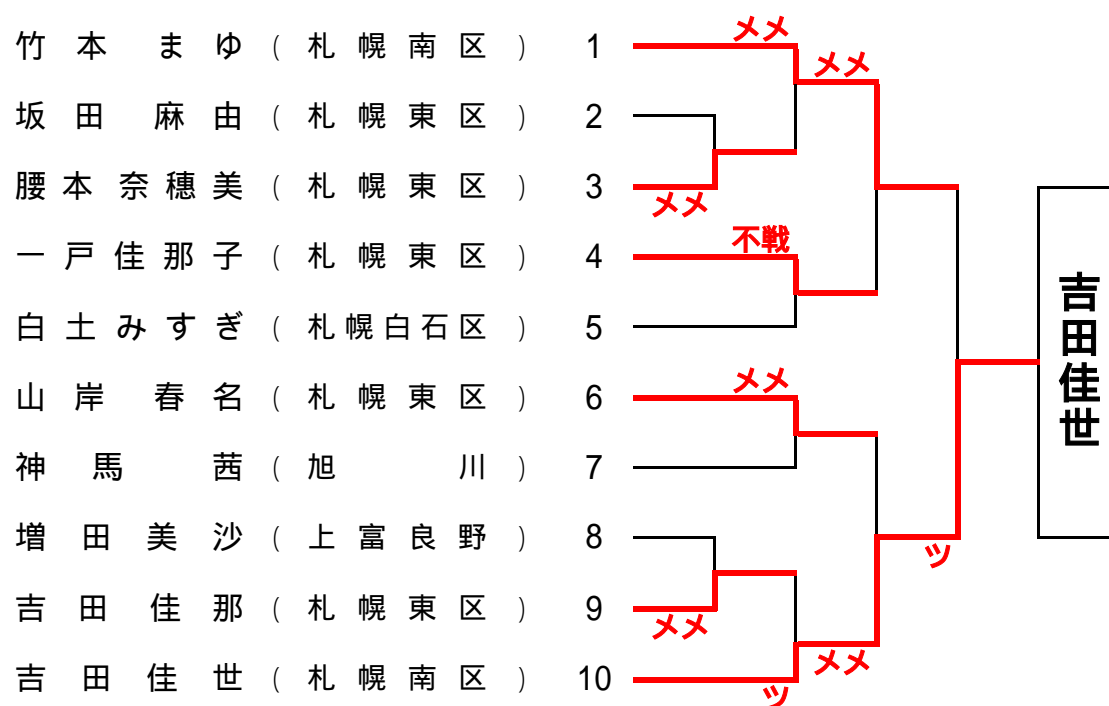 竹本 まゆ ( 札幌南区 ) 1
メメ
メメ
坂田 麻由 ( 札幌東区 ) 2
腰本奈穂美 ( 札幌東区 ) 3
メメ
一戸佳那子 ( 札幌東区 ) 4
不戦
白土みすぎ ( 札幌白石区 ) 5
山岸 春名 ( 札幌東区 ) 6
メメ
神馬 茜 ( 旭川 ) 7
増田美沙 ( 上富良野 ) 8
ツ
吉田佳那 ( 札幌東区 ) 9
メメ
メメ
吉田佳世 ( 札幌南区 ) 10
ツ
吉田佳世